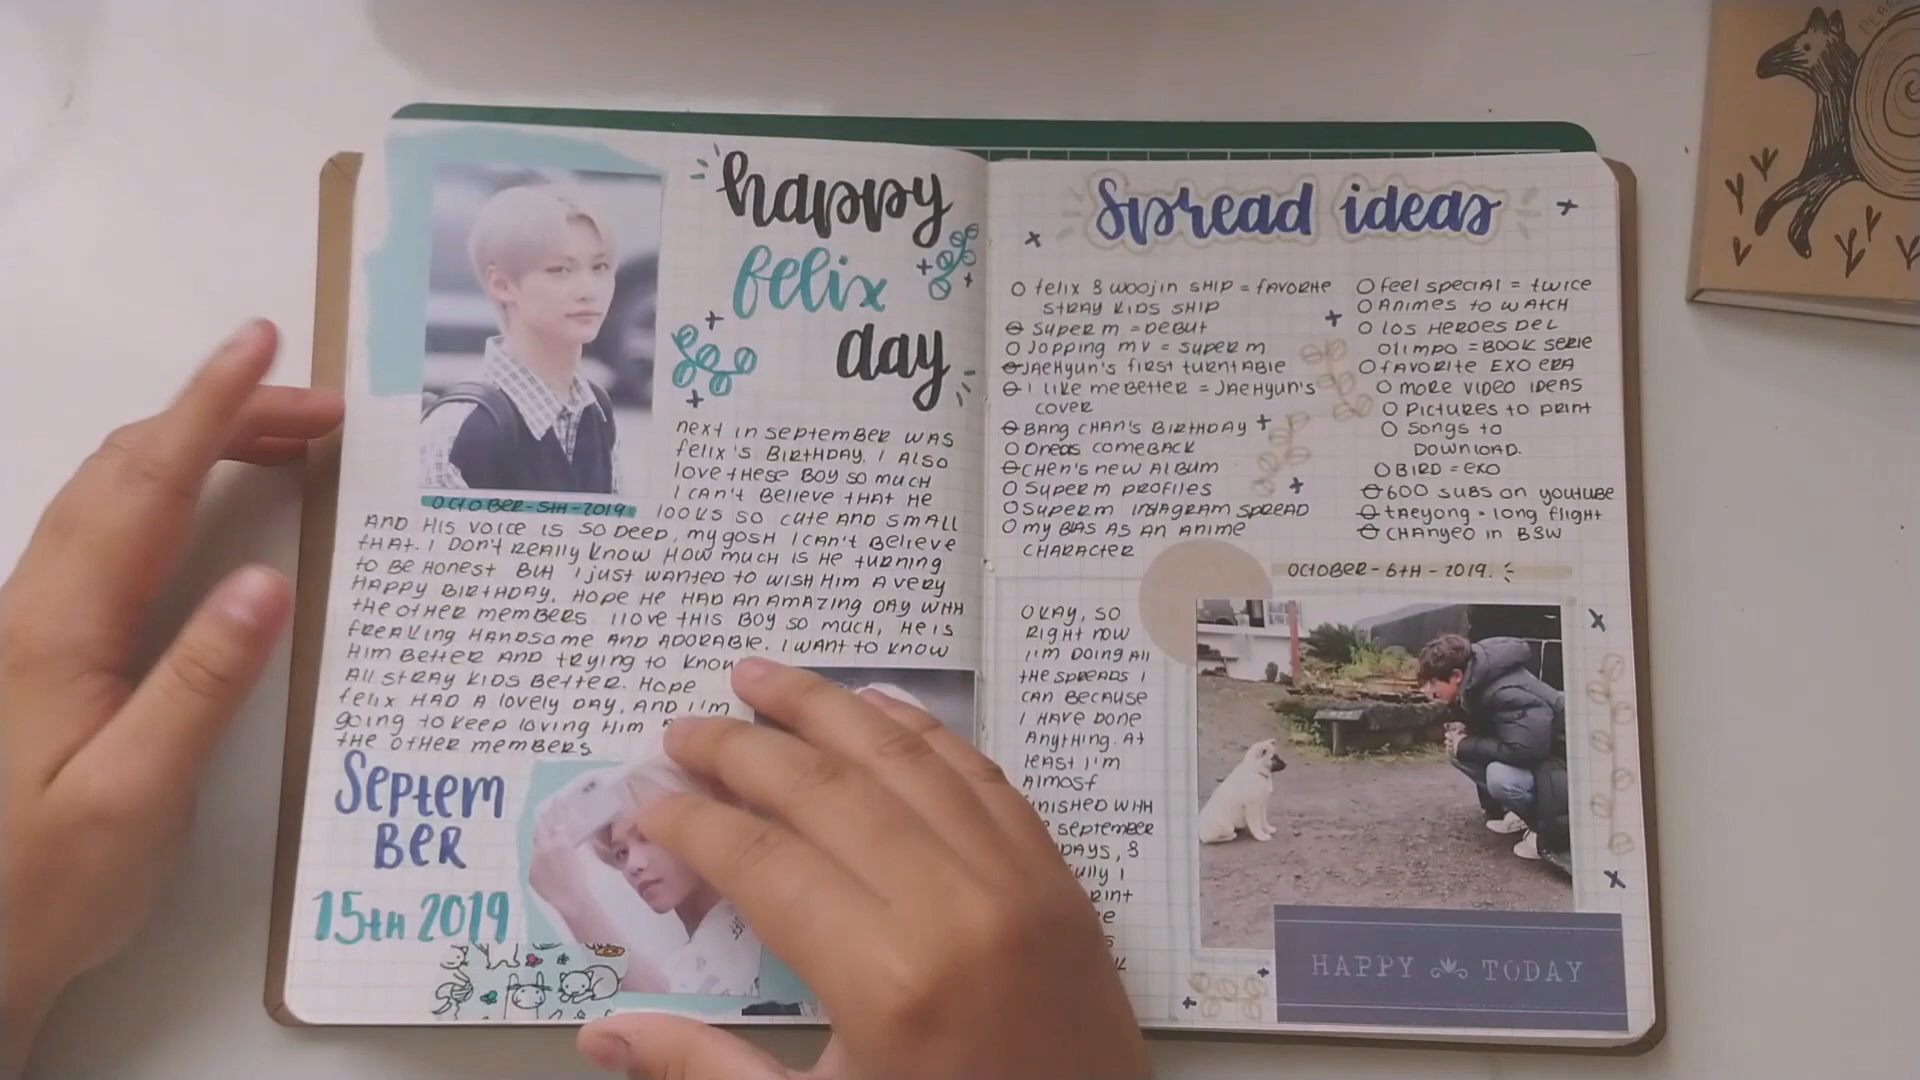 happy
felix
day
next in september was
felix's Birthday. I also
love these Boy so much
I can't Believe that He
October-5th-2019
looks so cute and small
and His voice is so Deep, my gosh I can't Believe
that. I Don't Really know How much is He turning
to Be Honest But I just wanted to wish Him a very
Happy Birthday. Hope He Had an amazing Day with
the other members I love this Boy so much, He is
freaking Handsome and adorable. I want to know
Him Better and trying to know
all stray kids Better. Hope
felix Had a lovely Day, and I'm
going to keep loving Him
the other members
Septem
Ber
15th 2019
Spread ideas
felix & woojin ship = favorite
stray kids ship
super m = Debut
Jopping mv = super m
Jaehyun's first turntable
I like me Better = Jaehyun's
cover
Bang chan's Birthday
Dneas comeBack
chen's new album
super m profiles
superm instagram spread
my Bias as an anime
character
feel special = twice
animes to watch
los Heroes Del
olimpo = Book serie
favorite Exo era
more video ideas
pictures to print
songs to
Download.
Bird = exo
600 subs on youtube
taeyong = long flight
chanyeo in BSW
October - 6th - 2019.
Okay, so
right now
I'm Doing all
the spreads I
can Because
I Have Done
anything. At
least I'm
almost
with
september
Days, &
I
HAPPY TODAY